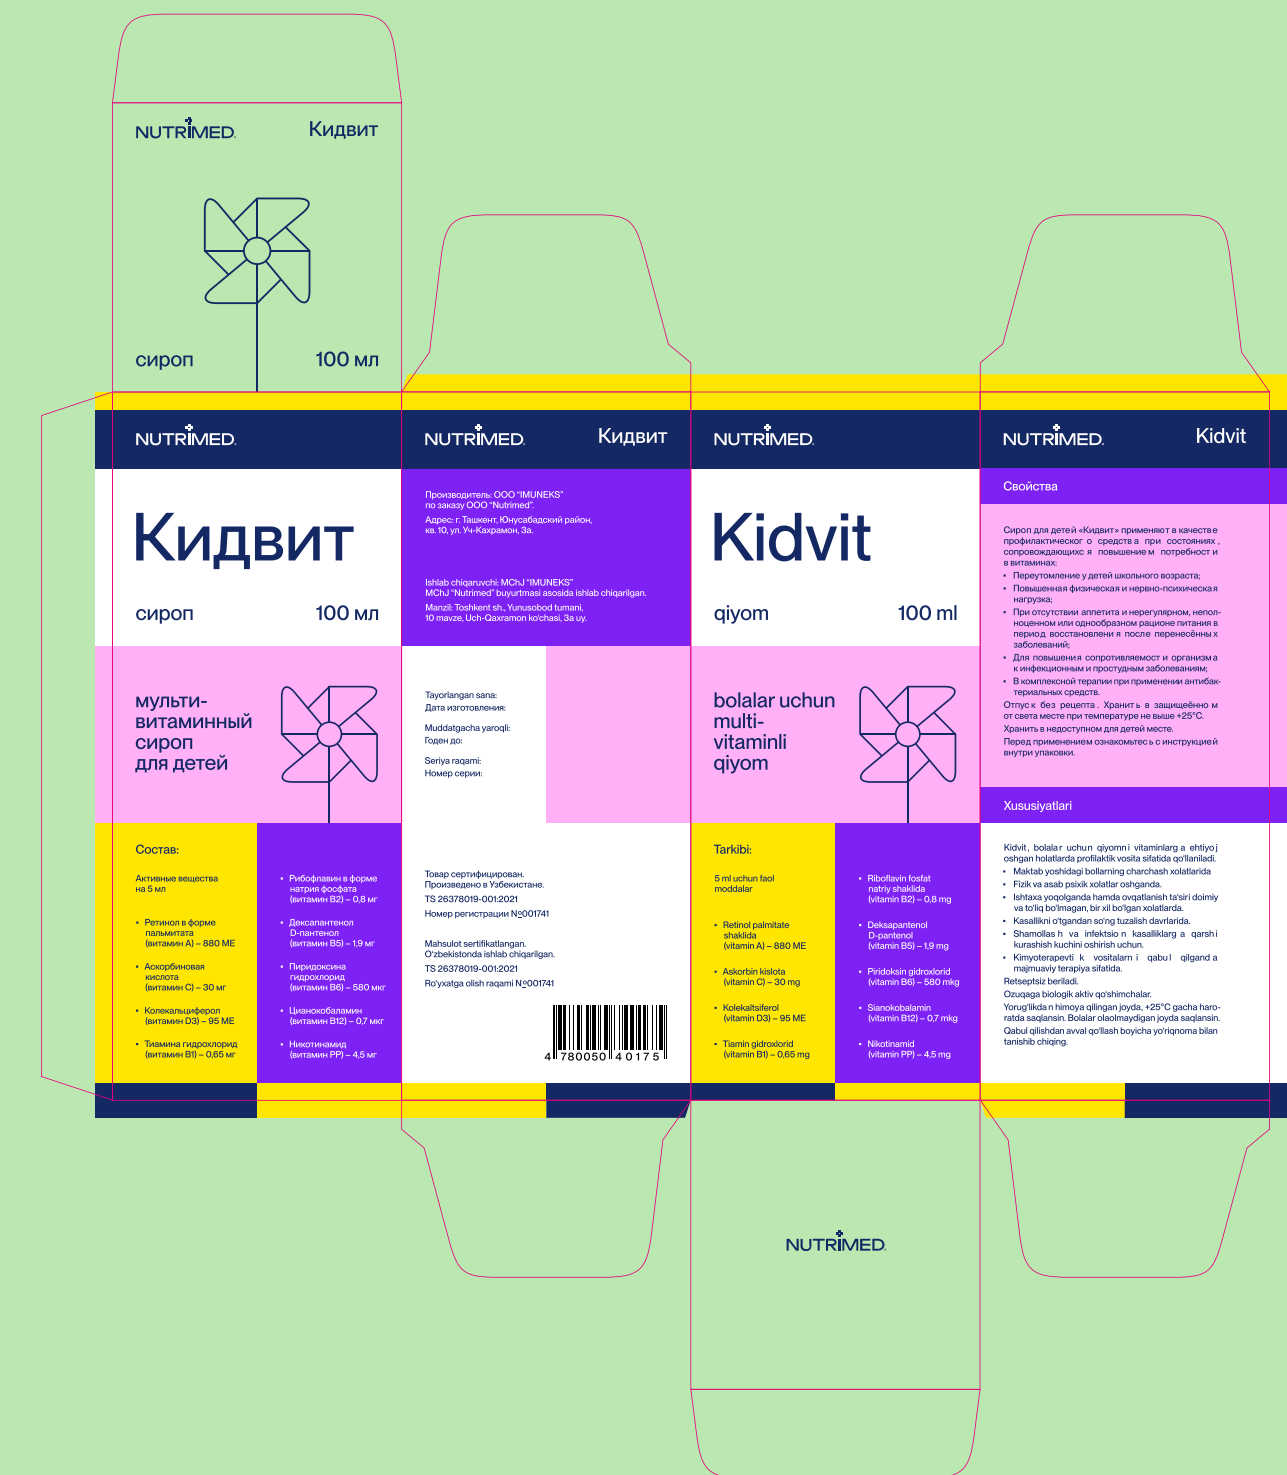 NUTRIMED.
Кидвит
сироп
100 мл
NUTRIMED.
Кидвит
сироп
100 мл
мульти-
витаминный
сироп
для детей
Состав:
Активные вещества
на 5 мл
• Ретинол в форме
пальмитата
(витамин A) – 880 МЕ
• Аскорбиновая
кислота
(витамин C) – 30 мг
• Колекальциферол
(витамин D3) – 95 МЕ
• Тиамина гидрохлорид
(витамин B1) – 0,65 мг
• Рибофлавин в форме
натрия фосфата
(витамин B2) – 0,8 мг
• Дексапантенол
D-пантенол
(витамин B5) – 1,9 мг
• Пиридоксина
гидрохлорид
(витамин B6) – 580 мкг
• Цианокобаламин
(витамин B12) – 0,7 мкг
• Никотинамид
(витамин PP) – 4,5 мг
NUTRIMED.
Кидвит
Производитель: ООО “IMUNEKS”
по заказу ООО “Nutrimed”.
Адрес: г. Ташкент, Юнусабадский район,
кв. 10, ул. Уч-Кахрамон, 3а.
Ishlab chiqaruvchi: MChJ “IMUNEKS”
MChJ “Nutrimed” buyurtmasi asosida ishlab chiqarilgan.
Manzil: Toshkent sh., Yunusobod tumani,
10 mavze, Uch-Qaxramon ko‘chasi, 3a uy.
Tayorlangan sana:
Дата изготовления:
Muddatgacha yaroqli:
Годен до:
Seriya raqami:
Номер серии:
Товар сертифицирован.
Произведено в Узбекистане.
TS 26378019-001:2021
Номер регистрации №001741
Mahsulot sertifikatlangan.
O‘zbekistonda ishlab chiqarilgan.
TS 26378019-001:2021
Ro‘yxatga olish raqami №001741
4 780050 40175
NUTRIMED.
Kidvit
qiyom
100 ml
bolalar uchun
multi-
vitaminli
qiyom
Tarkibi:
5 ml uchun faol
moddalar
• Retinol palmitate
shaklida
(vitamin A) – 880 ME
• Askorbin kislota
(vitamin C) – 30 mg
• Kolekaltsiferol
(vitamin D3) – 95 ME
• Tiamin gidroxlorid
(vitamin B1) – 0,65 mg
• Riboflavin fosfat
natriy shaklida
(vitamin B2) – 0,8 mg
• Deksapantenol
D-pantenol
(vitamin B5) – 1,9 mg
• Piridoksin gidroxlorid
(vitamin B6) – 580 mkg
• Sianokobalamin
(vitamin B12) – 0,7 mkg
• Nikotinamid
(vitamin PP) – 4,5 mg
NUTRIMED.
Kidvit
Свойства
Сироп для детей «Кидвит» применяют в качестве
профилактического средства при состояниях,
сопровождающихся повышением потребности
в витаминах:
• Переутомление у детей школьного возраста;
• Повышенная физическая и нервно-психическая
нагрузка;
• При отсутствии аппетита и нерегулярном, непол-
ноценном или однообразном рационе питания в
период восстановления после перенесённых
заболеваний;
• Для повышения сопротивляемости организма
к инфекционным и простудным заболеваниям;
• В комплексной терапии при применении антибак-
териальных средств.
Отпуск без рецепта. Хранить в защищённом
от света месте при температуре не выше +25°C.
Хранить в недоступном для детей месте.
Перед применением ознакомьтесь с инструкцией
внутри упаковки.
Xususiyatlari
Kidvit, bolalar uchun qiyomni vitaminlarga ehtiyoj
oshgan holatlarda profilaktik vosita sifatida qo‘llaniladi.
• Maktab yoshidagi bollarning charchash xolatlarida
• Fizik va asab psixik xolatlar oshganda.
• Ishtaxa yoqolganda hamda ovqatlanish ta’siri doimiy
va to‘liq bo‘lmagan, bir xil bo‘lgan xolatlarda.
• Kasallikni o‘tgandan so‘ng tuzalish davrlarida.
• Shamollash va infektsion kasalliklarga qarshi
kurashish kuchini oshirish uchun.
• Kimyoterapevtik vositalarni qabul qilganda
majmuaviy terapiya sifatida.
Retseptsiz beriladi.
Ozuqaga biologik aktiv qo‘shimchalar.
Yorug‘likdan himoya qilingan joyda, +25°C gacha haro-
ratda saqlansin. Bolalar olaolmaydigan joyda saqlansin.
Qabul qilishdan avval qo‘llash boyicha yo‘riqnoma bilan
tanishib chiqing.
NUTRIMED.